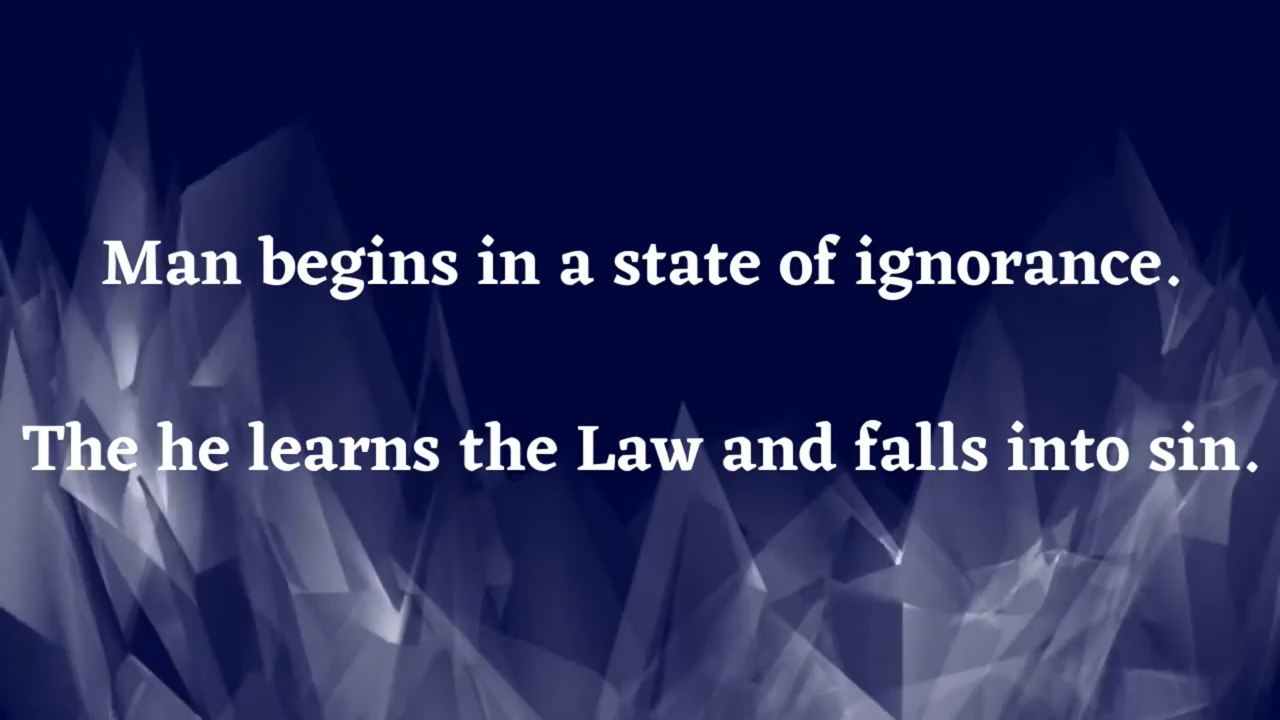 Man begins in a state of ignorance.
The he learns the Law and falls into sin.